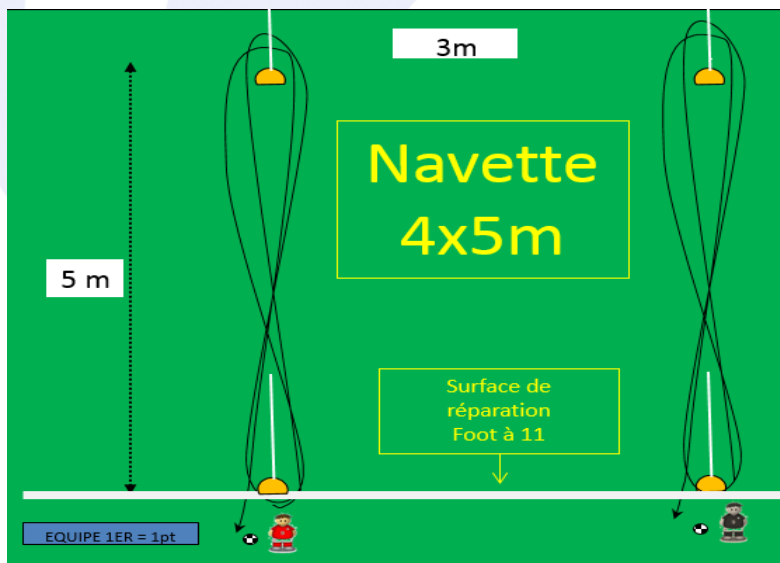 3m
Navette
4x5m
5 m
Surface de
réparation
Foot à 11
EQUIPE 1ER = 1pt